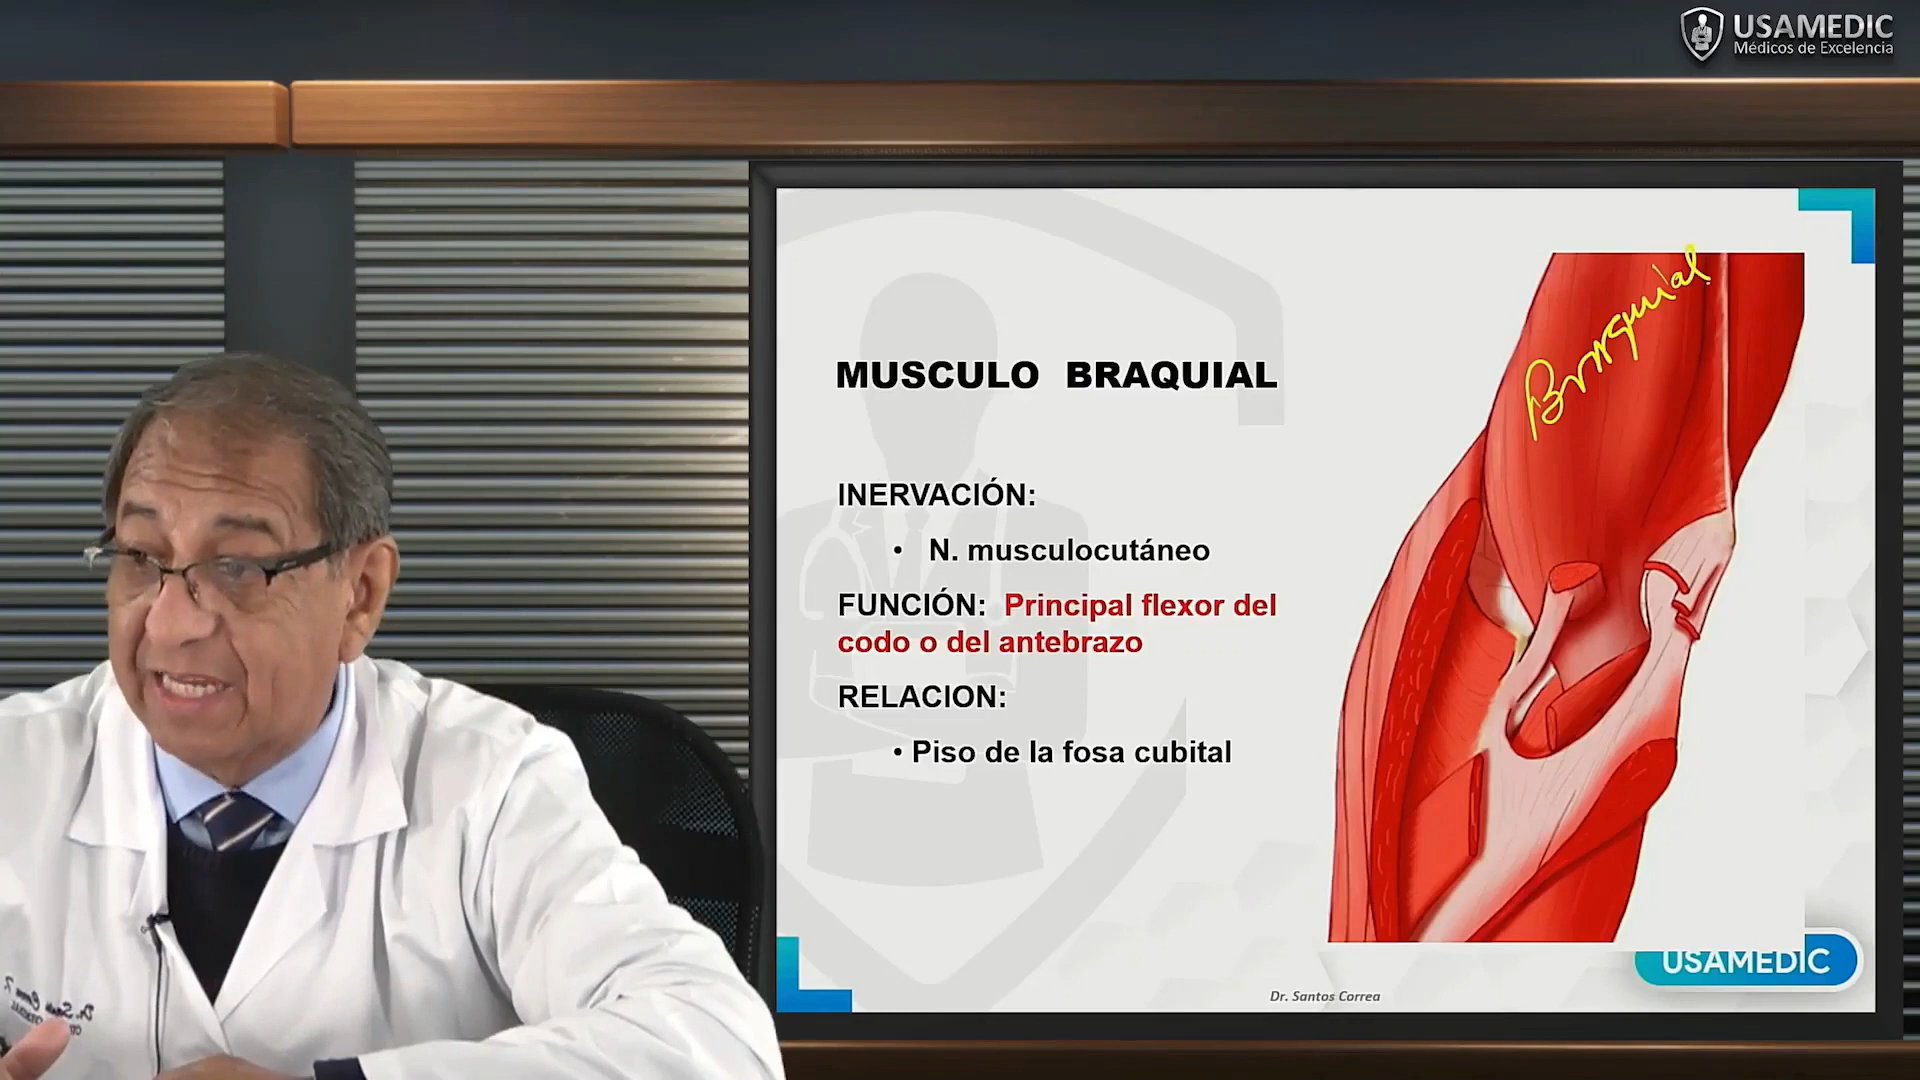 USAMEDIC
Médicos de Excelencia
Braquial
MUSCULO BRAQUIAL
INERVACIÓN:
• N. musculocutáneo
FUNCIÓN: Principal flexor del
codo o del antebrazo
RELACION:
• Piso de la fosa cubital
USAMEDIC
Dr. Santos Correa